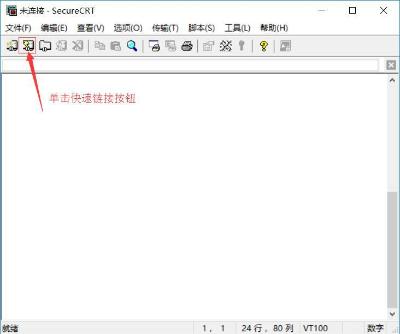 未连接 - SecureCRT
文件(F) 编辑(E) 查看(V) 选项(O) 传输(T) 脚本(S) 工具(L) 帮助(H)
单击快速链接按钮
就绪 1， 1 24 行，80 列 VT100 数字